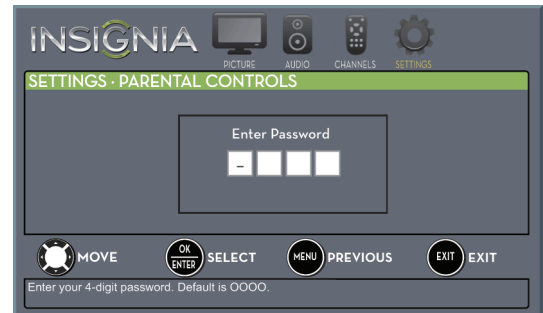 INSIGNIA
PICTURE AUDIO CHANNELS SETTINGS
SETTINGS · PARENTAL CONTROLS
Enter Password
–
MOVE OK ENTER SELECT MENU PREVIOUS EXIT EXIT
Enter your 4-digit password. Default is OOOO.